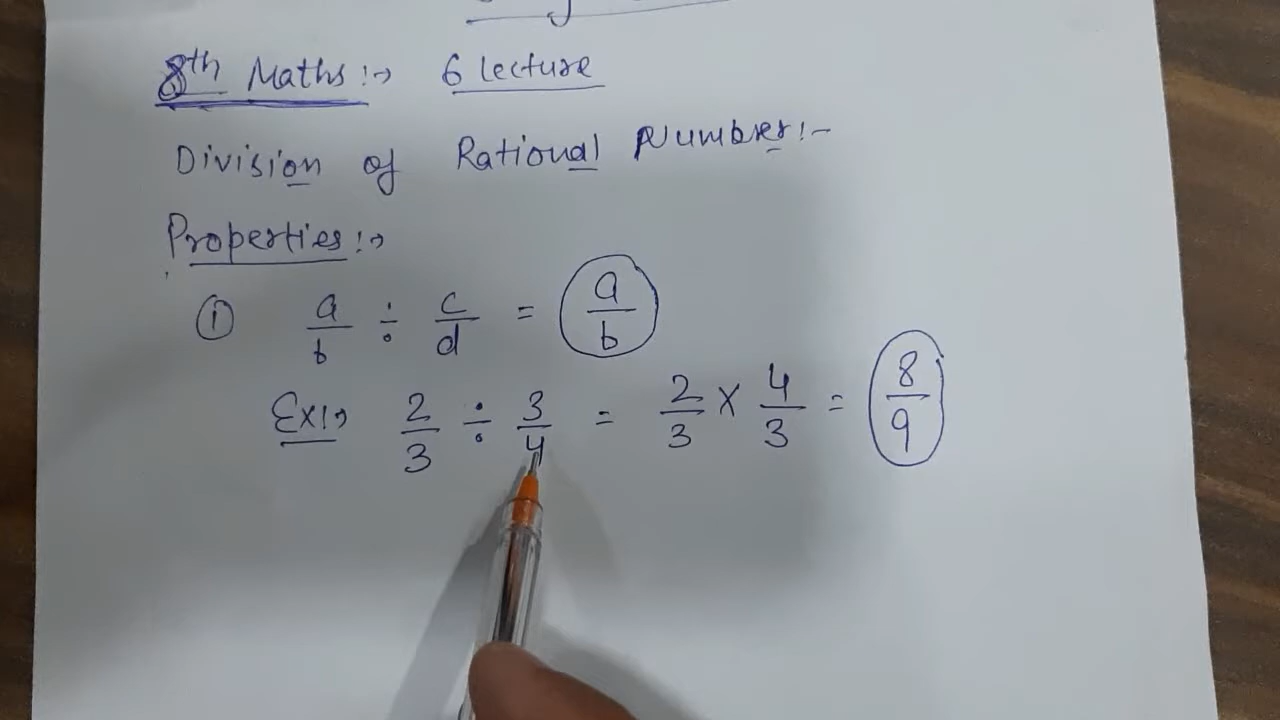 8th Maths:→ 6 lecture
Division of Rational Number:-
Properties:→
① a/b ÷ c/d = a/b
Ex:→ 2/3 ÷ 3/4 = 2/3 × 4/3 = 8/9